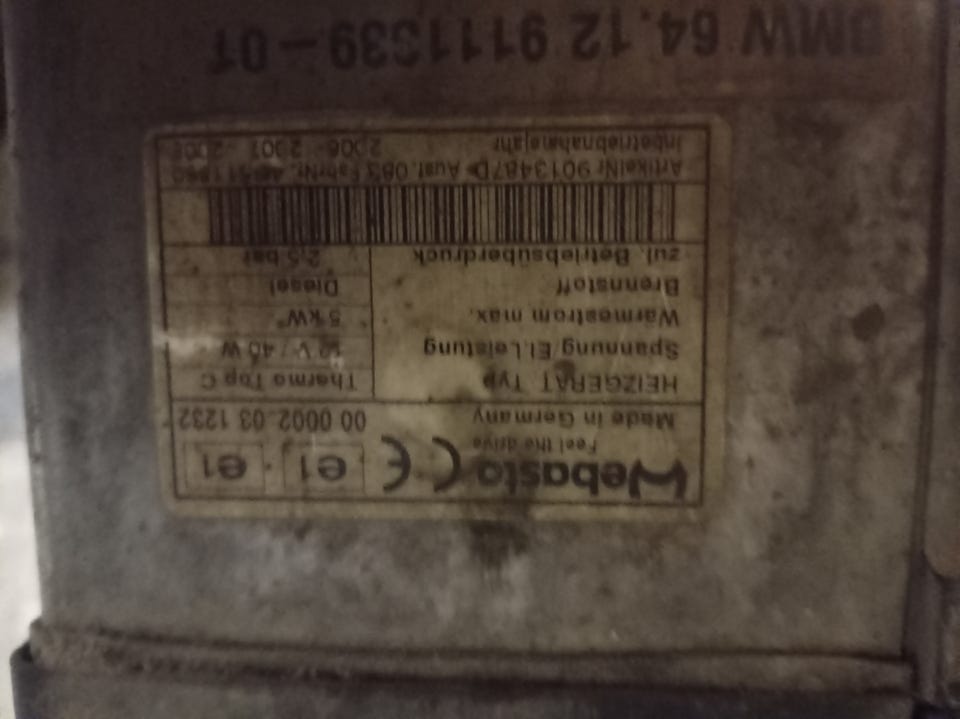 Webasto
Feel the drive
CE e1 e1
Made in Germany 00 0002 03 1232
HEIZGERÄT Typ Thermo Top C
Spannung/El.Leistung 12 V / 40 W
Wärmestrom max. 5 kW
Brennstoff Diesel
zul. Betriebsüberdruck 2,5 bar
ArtikelNr 9013487D Ausf. 083 FabrNr.
Inbetriebnahmejahr 2006 2007 2008
BMW 64.12 9111339-01